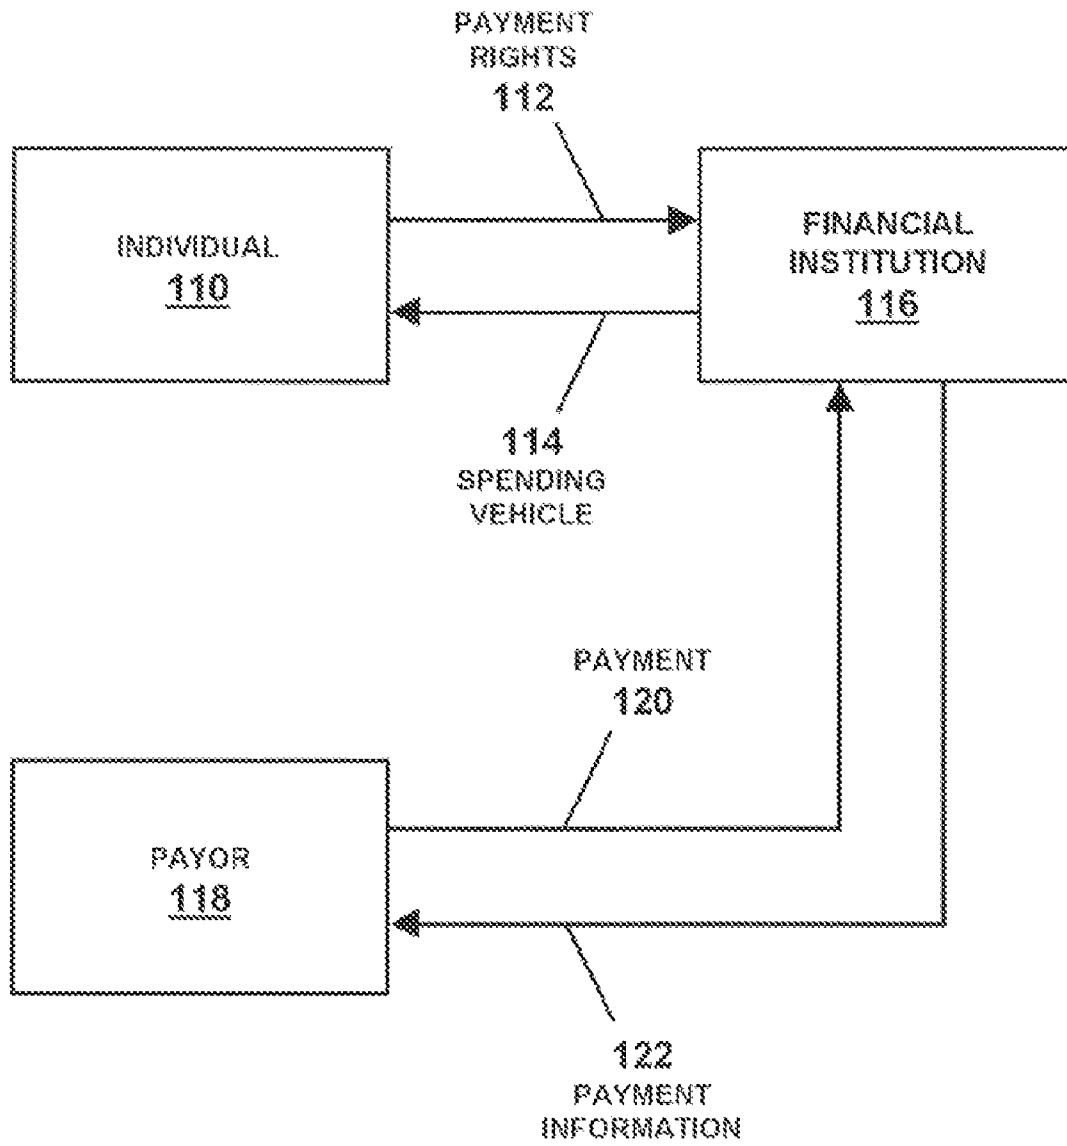 PAYMENT
RIGHTS
112
INDIVIDUAL
110
FINANCIAL
INSTITUTION
116
114
SPENDING
VEHICLE
PAYMENT
120
PAYOR
118
122
PAYMENT
INFORMATION